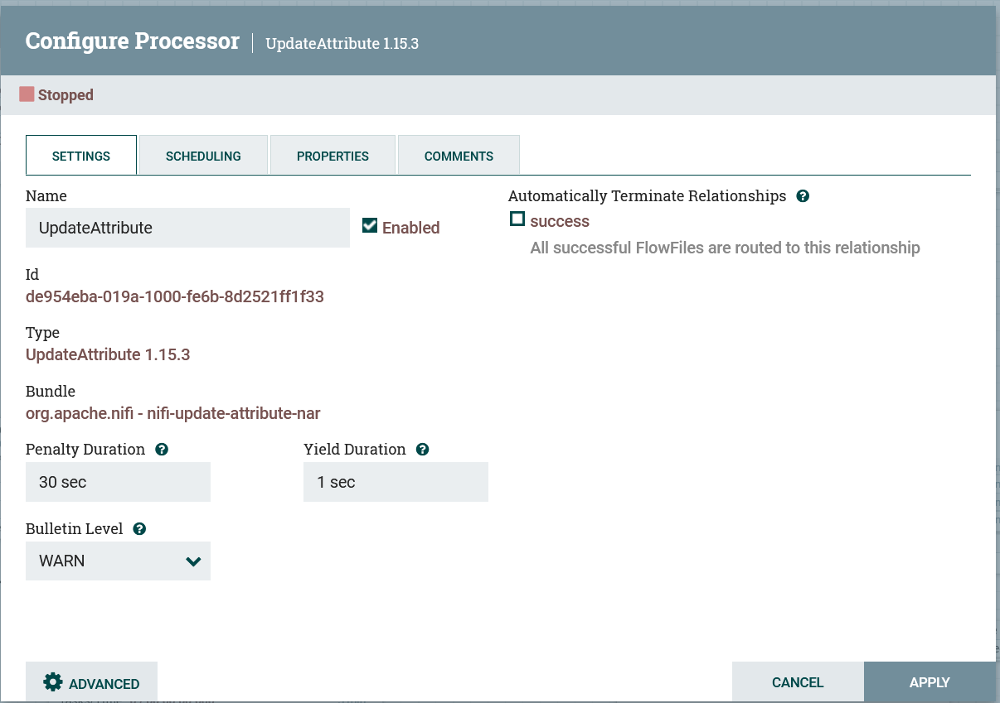 Configure Processor | UpdateAttribute 1.15.3
Stopped
SETTINGS SCHEDULING PROPERTIES COMMENTS
Name
UpdateAttribute
Enabled
Id
de954eba-019a-1000-fe6b-8d2521ff1f33
Type
UpdateAttribute 1.15.3
Bundle
org.apache.nifi - nifi-update-attribute-nar
Penalty Duration
Yield Duration
30 sec
1 sec
Bulletin Level
WARN
Automatically Terminate Relationships
success
All successful FlowFiles are routed to this relationship
ADVANCED
CANCEL
APPLY